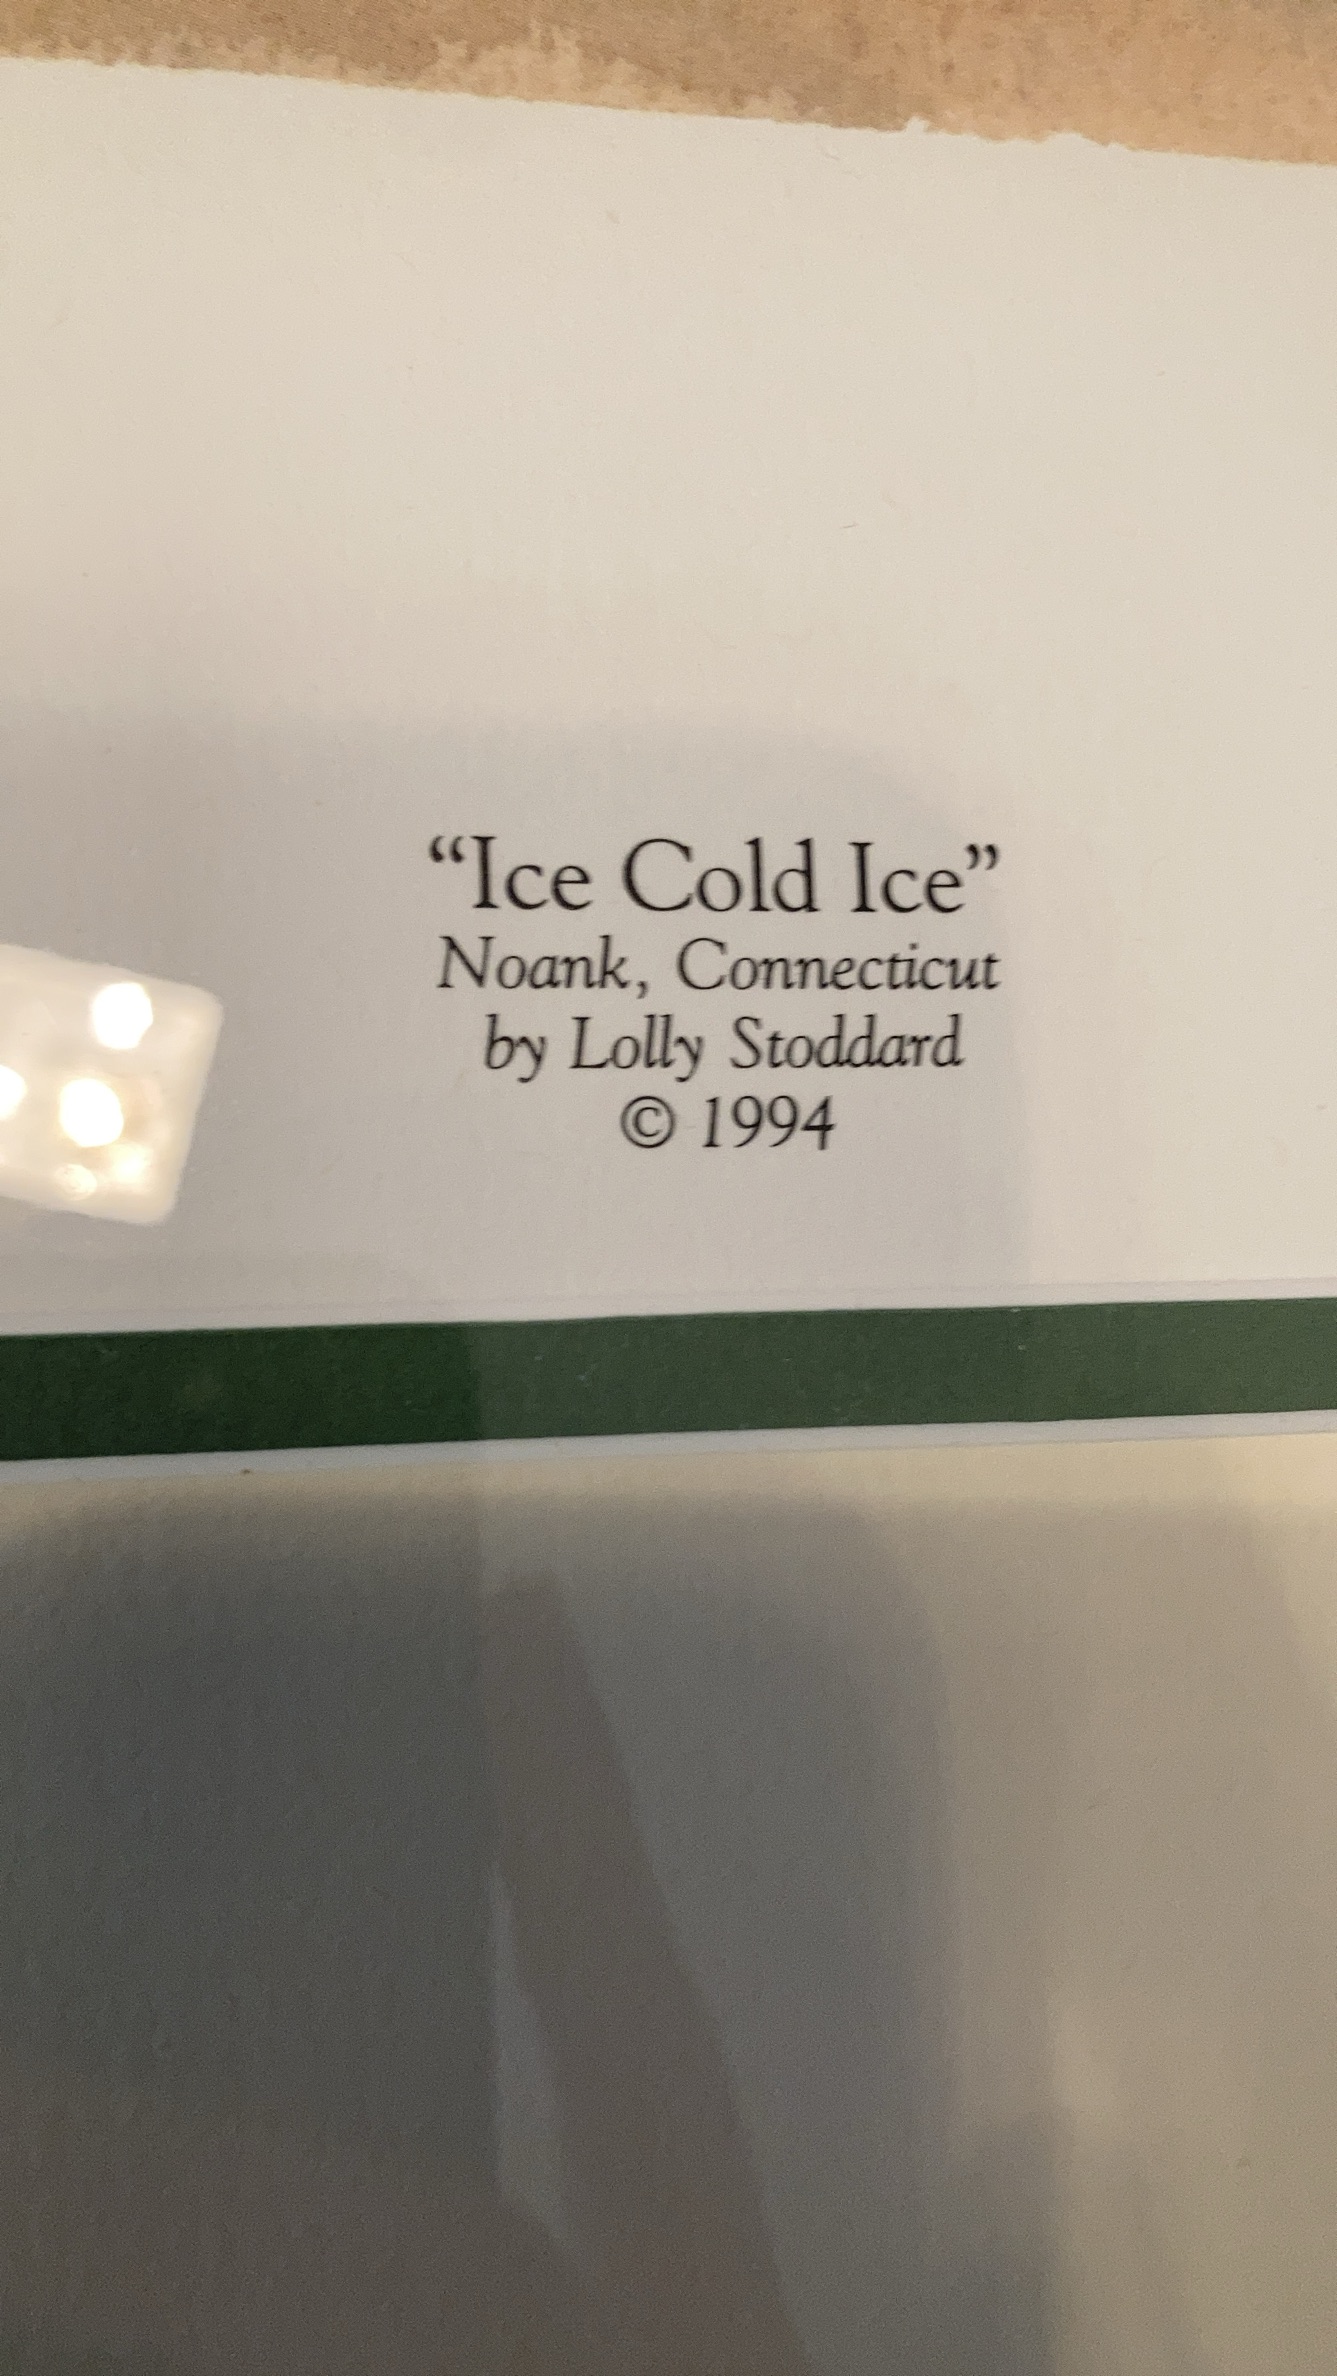 “Ice Cold Ice”
Noank, Connecticut
by Lolly Stoddard
© 1994